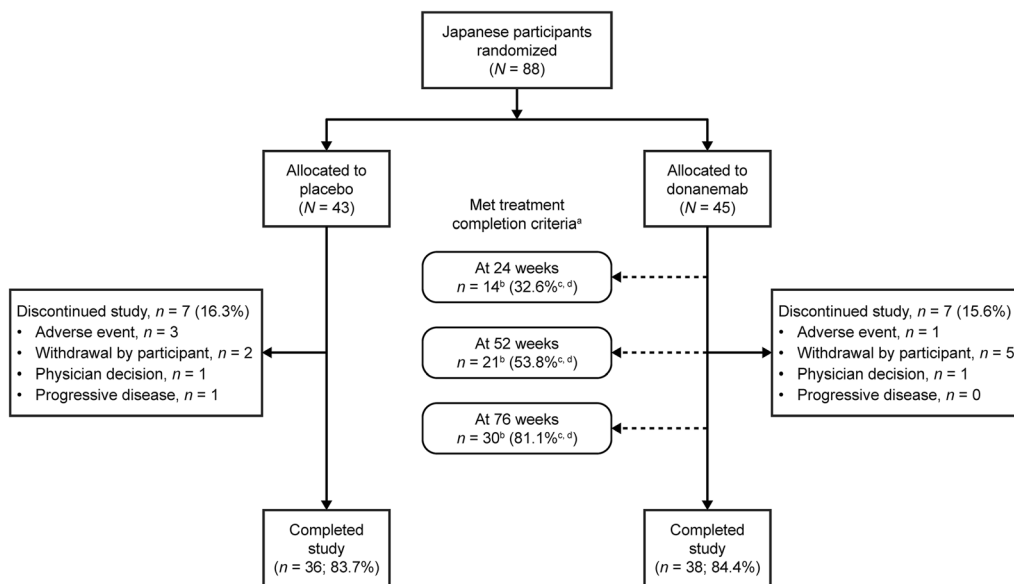 Japanese participants
randomized
(N = 88)
Allocated to
placebo
(N = 43)
Allocated to
donanemab
(N = 45)
Met treatment
completion criteriaᵃ
At 24 weeks
n = 14ᵇ (32.6%ᶜ, ᵈ)
At 52 weeks
n = 21ᵇ (53.8%ᶜ, ᵈ)
At 76 weeks
n = 30ᵇ (81.1%ᶜ, ᵈ)
Discontinued study, n = 7 (16.3%)
• Adverse event, n = 3
• Withdrawal by participant, n = 2
• Physician decision, n = 1
• Progressive disease, n = 1
Discontinued study, n = 7 (15.6%)
• Adverse event, n = 1
• Withdrawal by participant, n = 5
• Physician decision, n = 1
• Progressive disease, n = 0
Completed
study
(n = 36; 83.7%)
Completed
study
(n = 38; 84.4%)